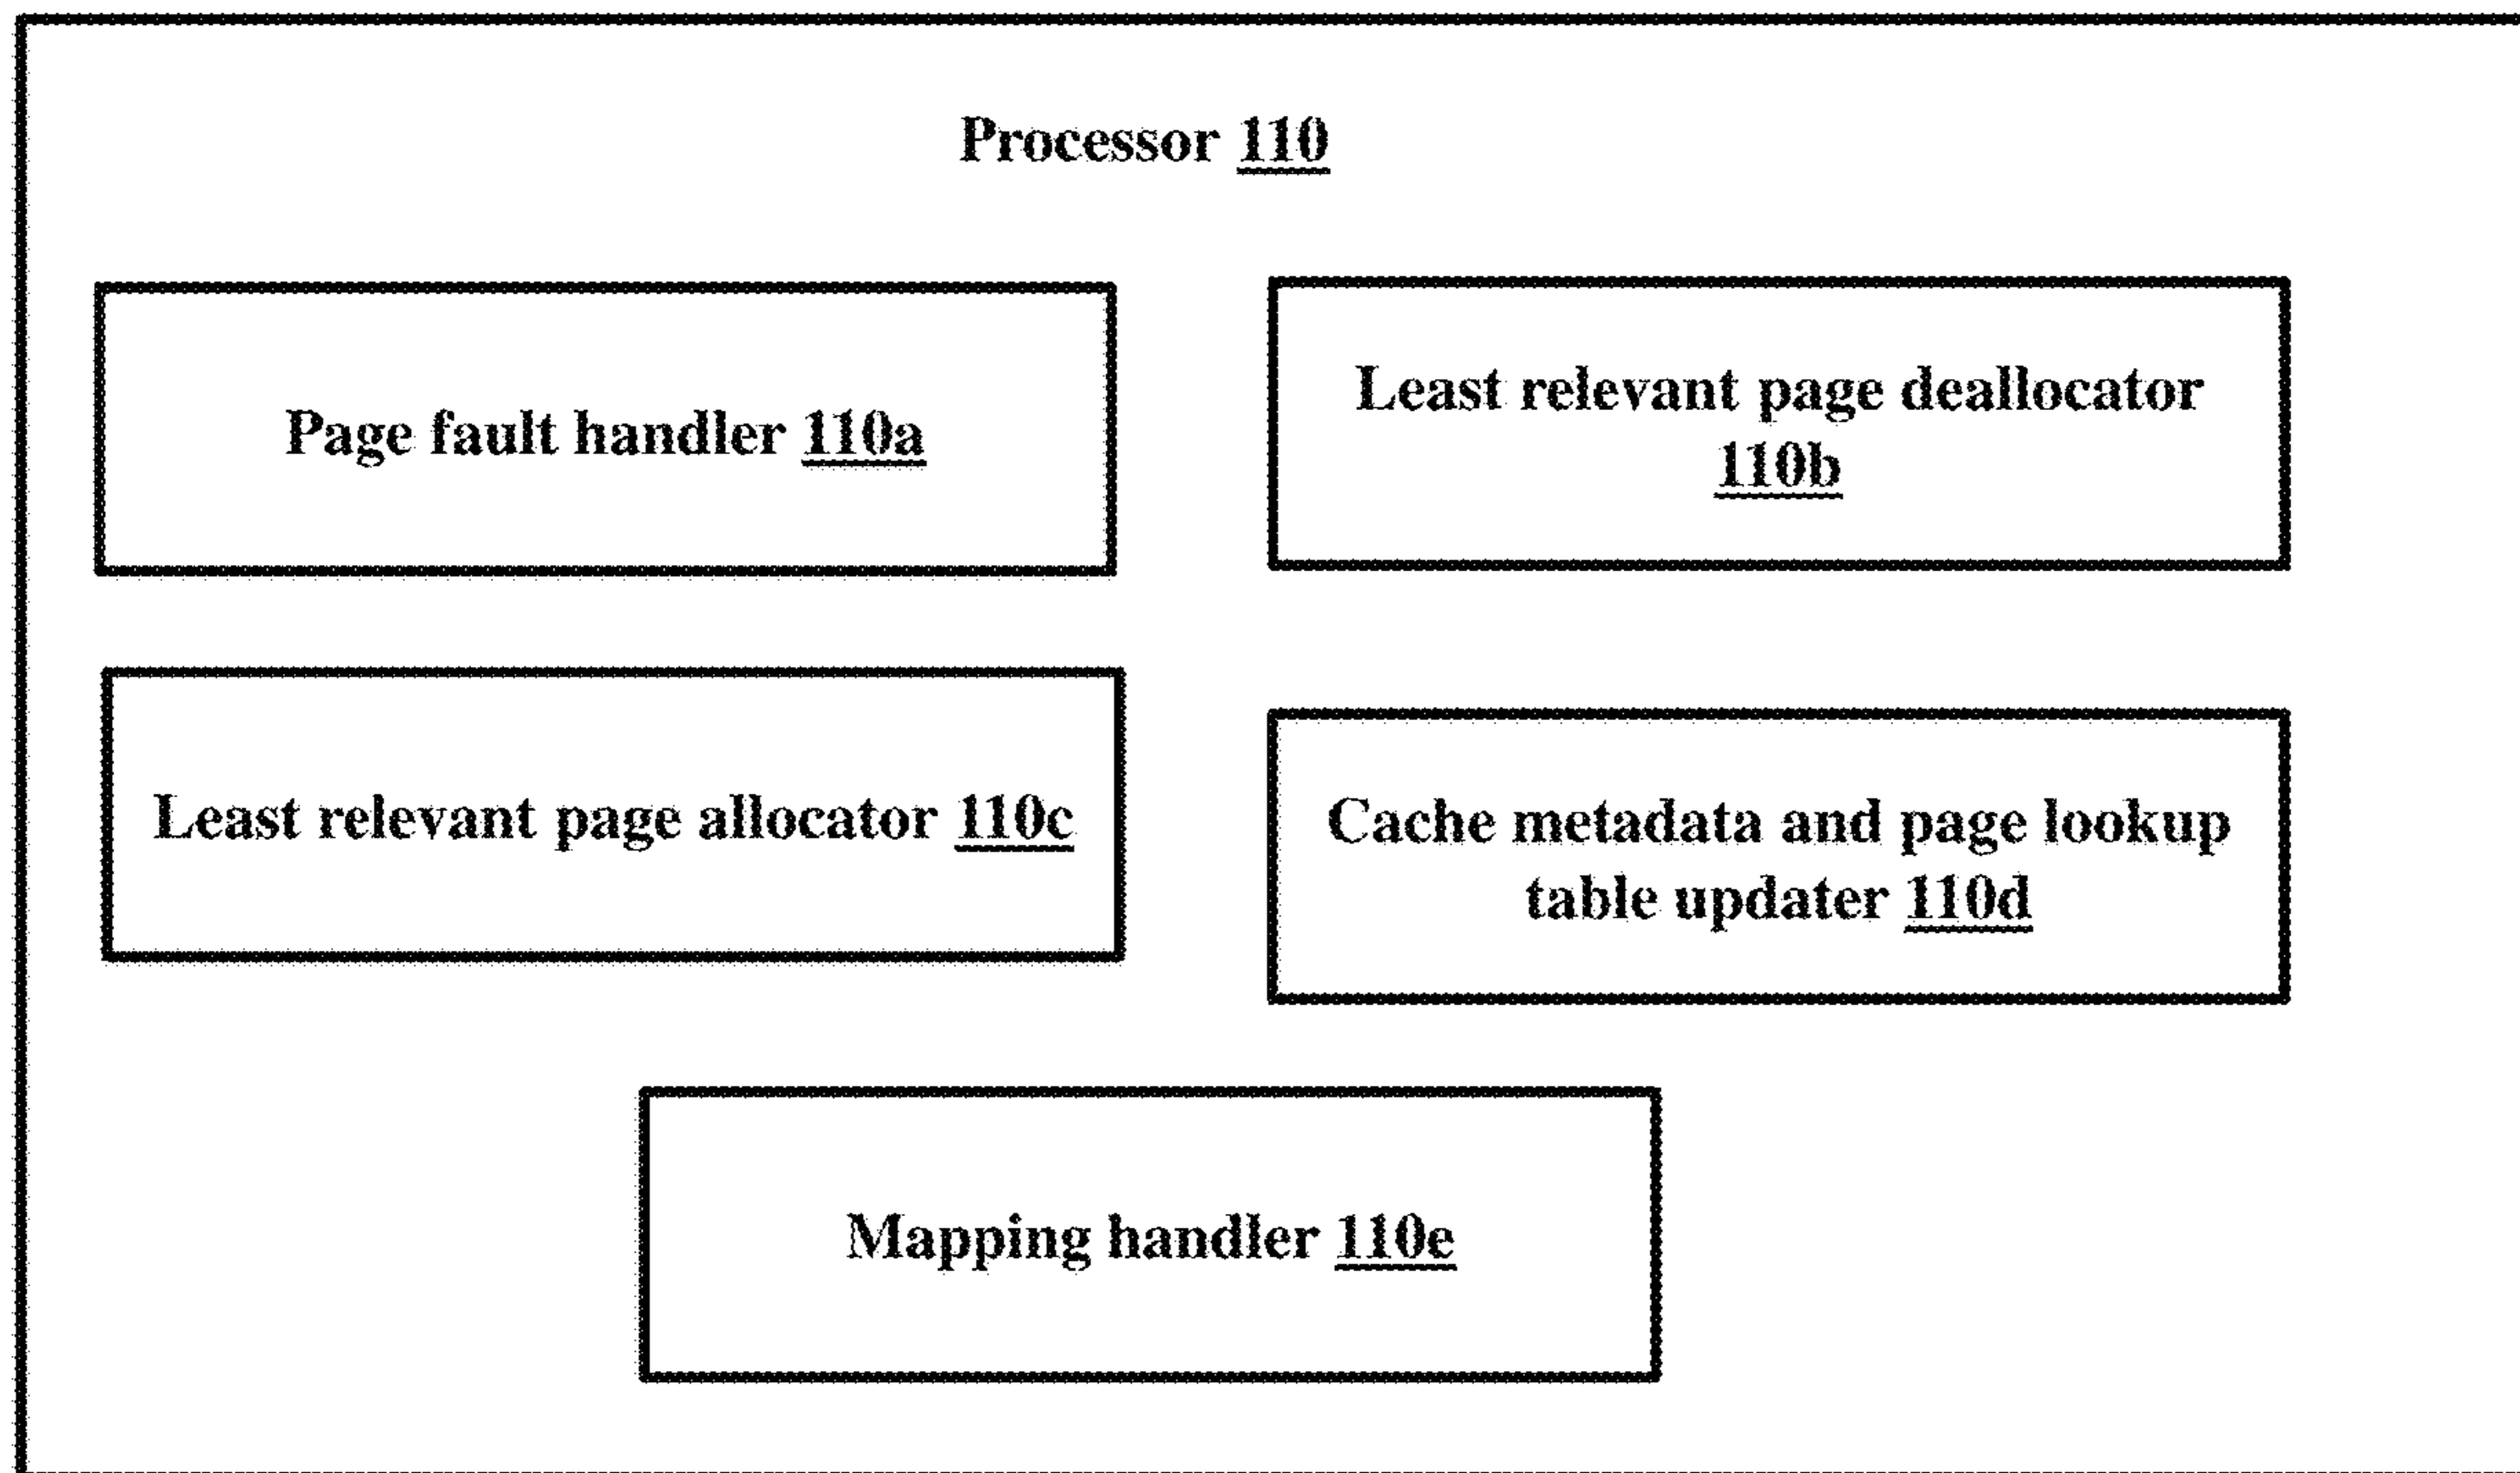 Processor 110
Page fault handler 110a
Least relevant page deallocator
110b
Least relevant page allocator 110c
Cache metadata and page lookup
table updater 110d
Mapping handler 110e